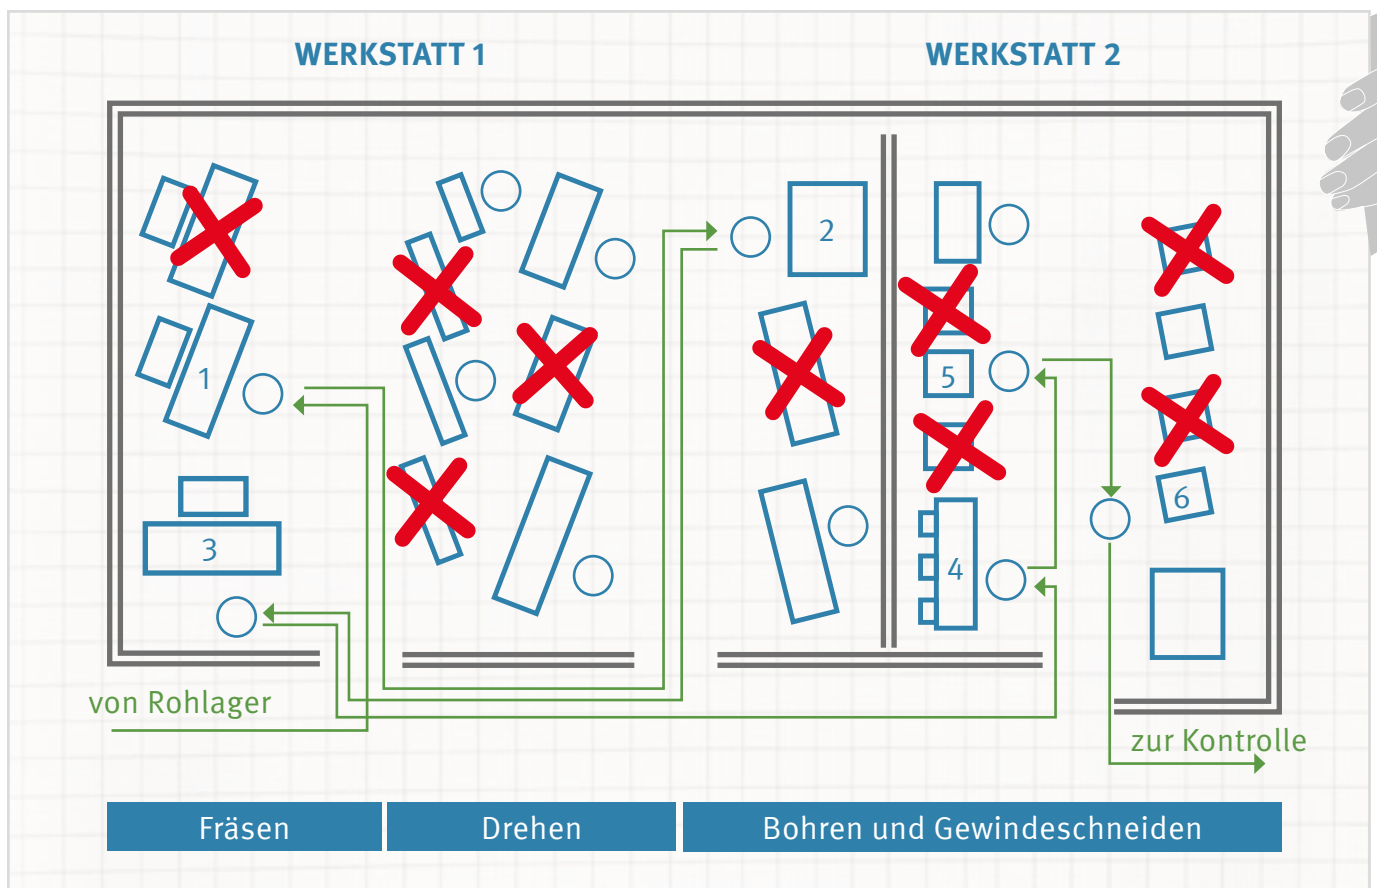 WERKSTATT 1
WERKSTATT 2
2
1
5
6
3
4
von Rohlager
zur Kontrolle
Fräsen
Drehen
Bohren und Gewindeschneiden